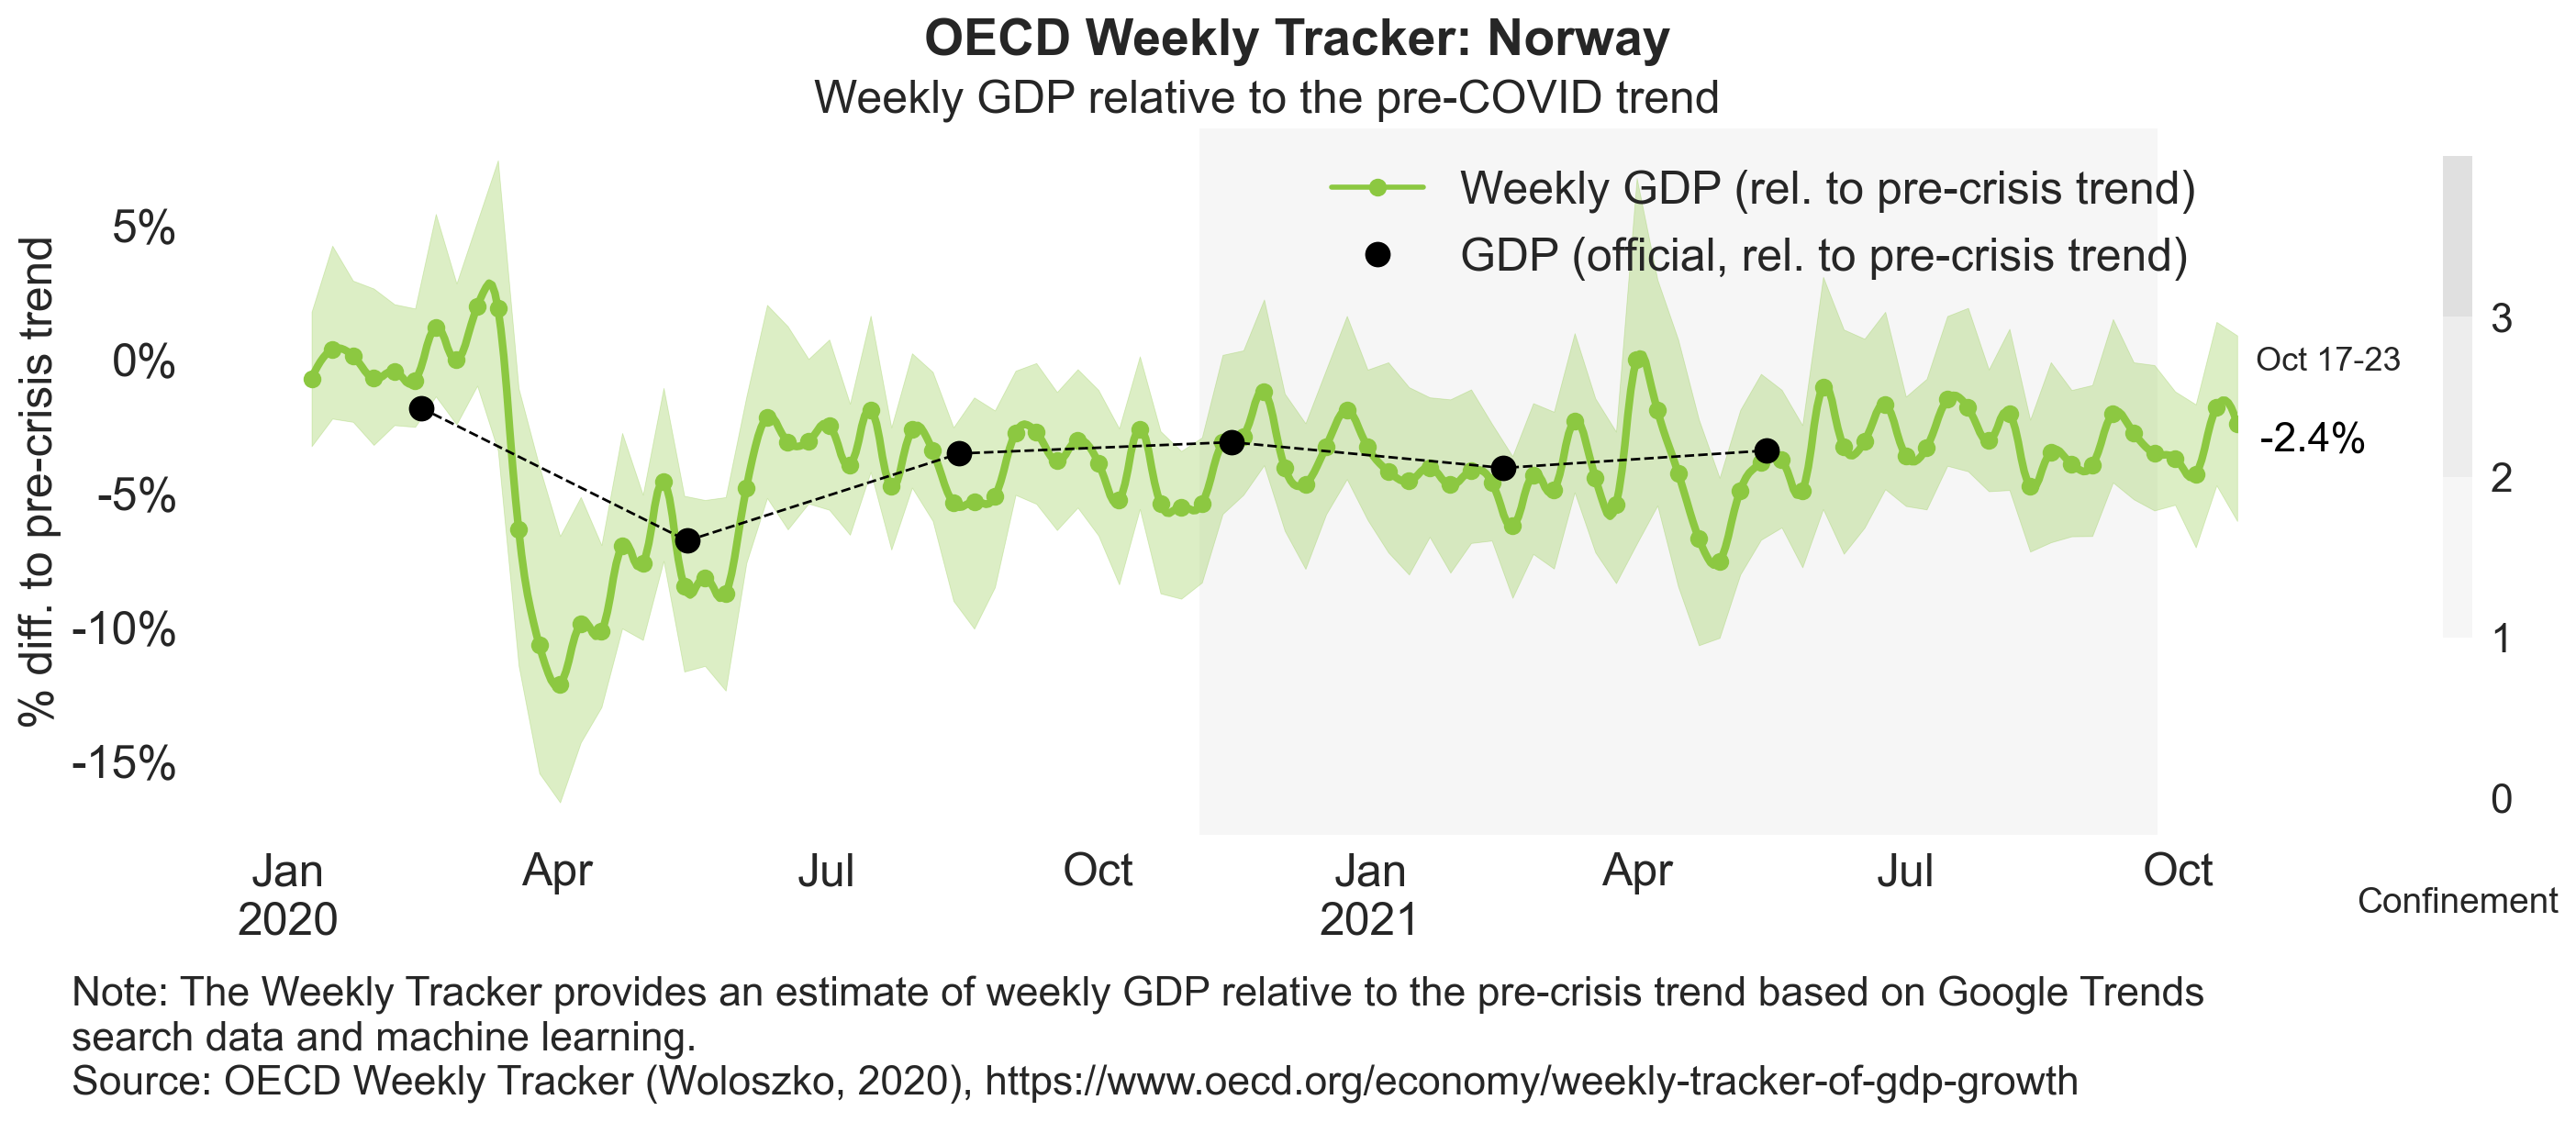 OECD Weekly Tracker: Norway
Weekly GDP relative to the pre-COVID trend
Weekly GDP (rel. to pre-crisis trend)
GDP (official, rel. to pre-crisis trend)
% diff. to pre-crisis trend
5%
0%
-5%
-10%
-15%
Oct 17-23
-2.4%
3
2
1
0
Jan Apr Jul Oct Jan Apr Jul Oct
2020 2021
Confinement
Note: The Weekly Tracker provides an estimate of weekly GDP relative to the pre-crisis trend based on Google Trends
search data and machine learning.
Source: OECD Weekly Tracker (Woloszko, 2020), https://www.oecd.org/economy/weekly-tracker-of-gdp-growth